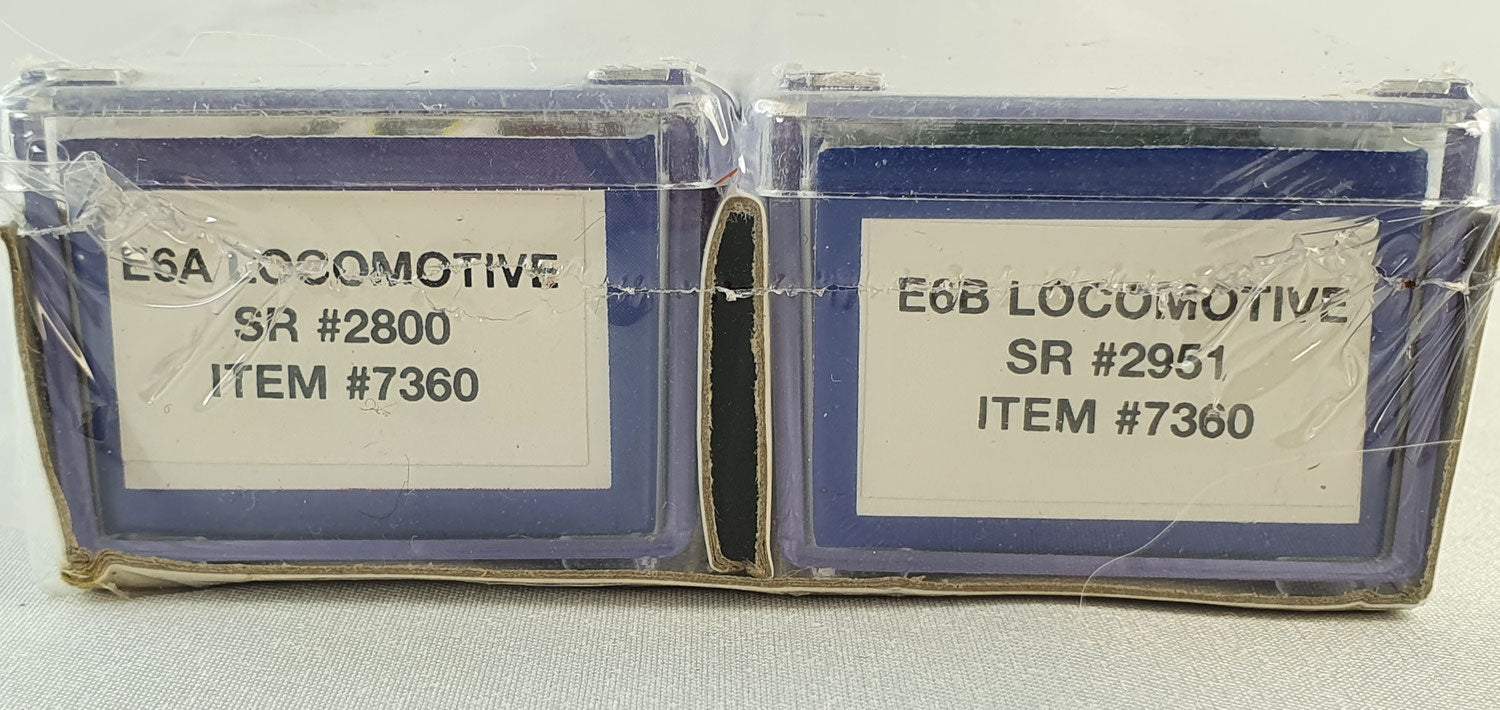 E6A LOCOMOTIVE
SR #2800
ITEM #7360
E6B LOCOMOTIVE
SR #2951
ITEM #7360